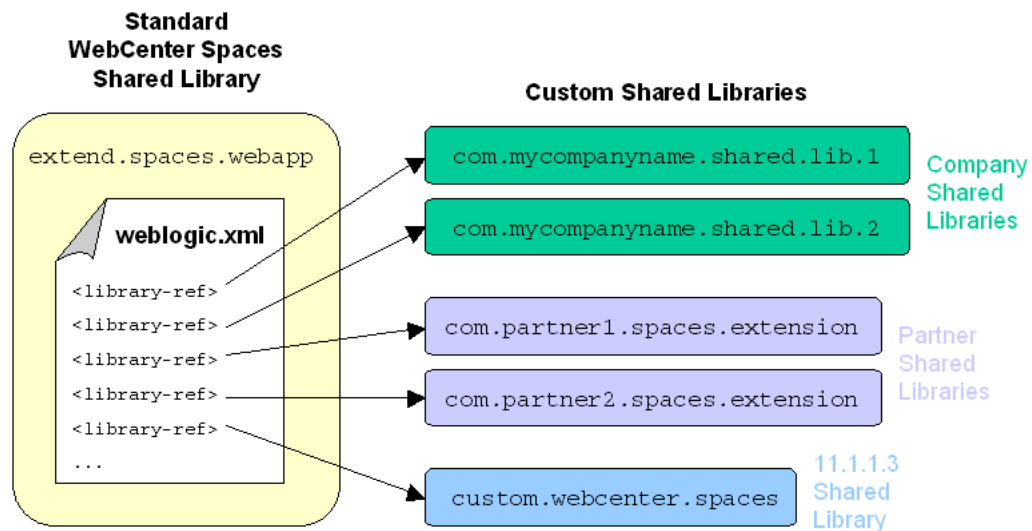 Standard
WebCenter Spaces
Shared Library
Custom Shared Libraries
extend.spaces.webapp
weblogic.xml
<library-ref>
<library-ref>
<library-ref>
<library-ref>
<library-ref>
...
com.mycompanyname.shared.lib.1
com.mycompanyname.shared.lib.2
Company
Shared
Libraries
com.partner1.spaces.extension
com.partner2.spaces.extension
Partner
Shared
Libraries
custom.webcenter.spaces
11.1.1.3
Shared
Library